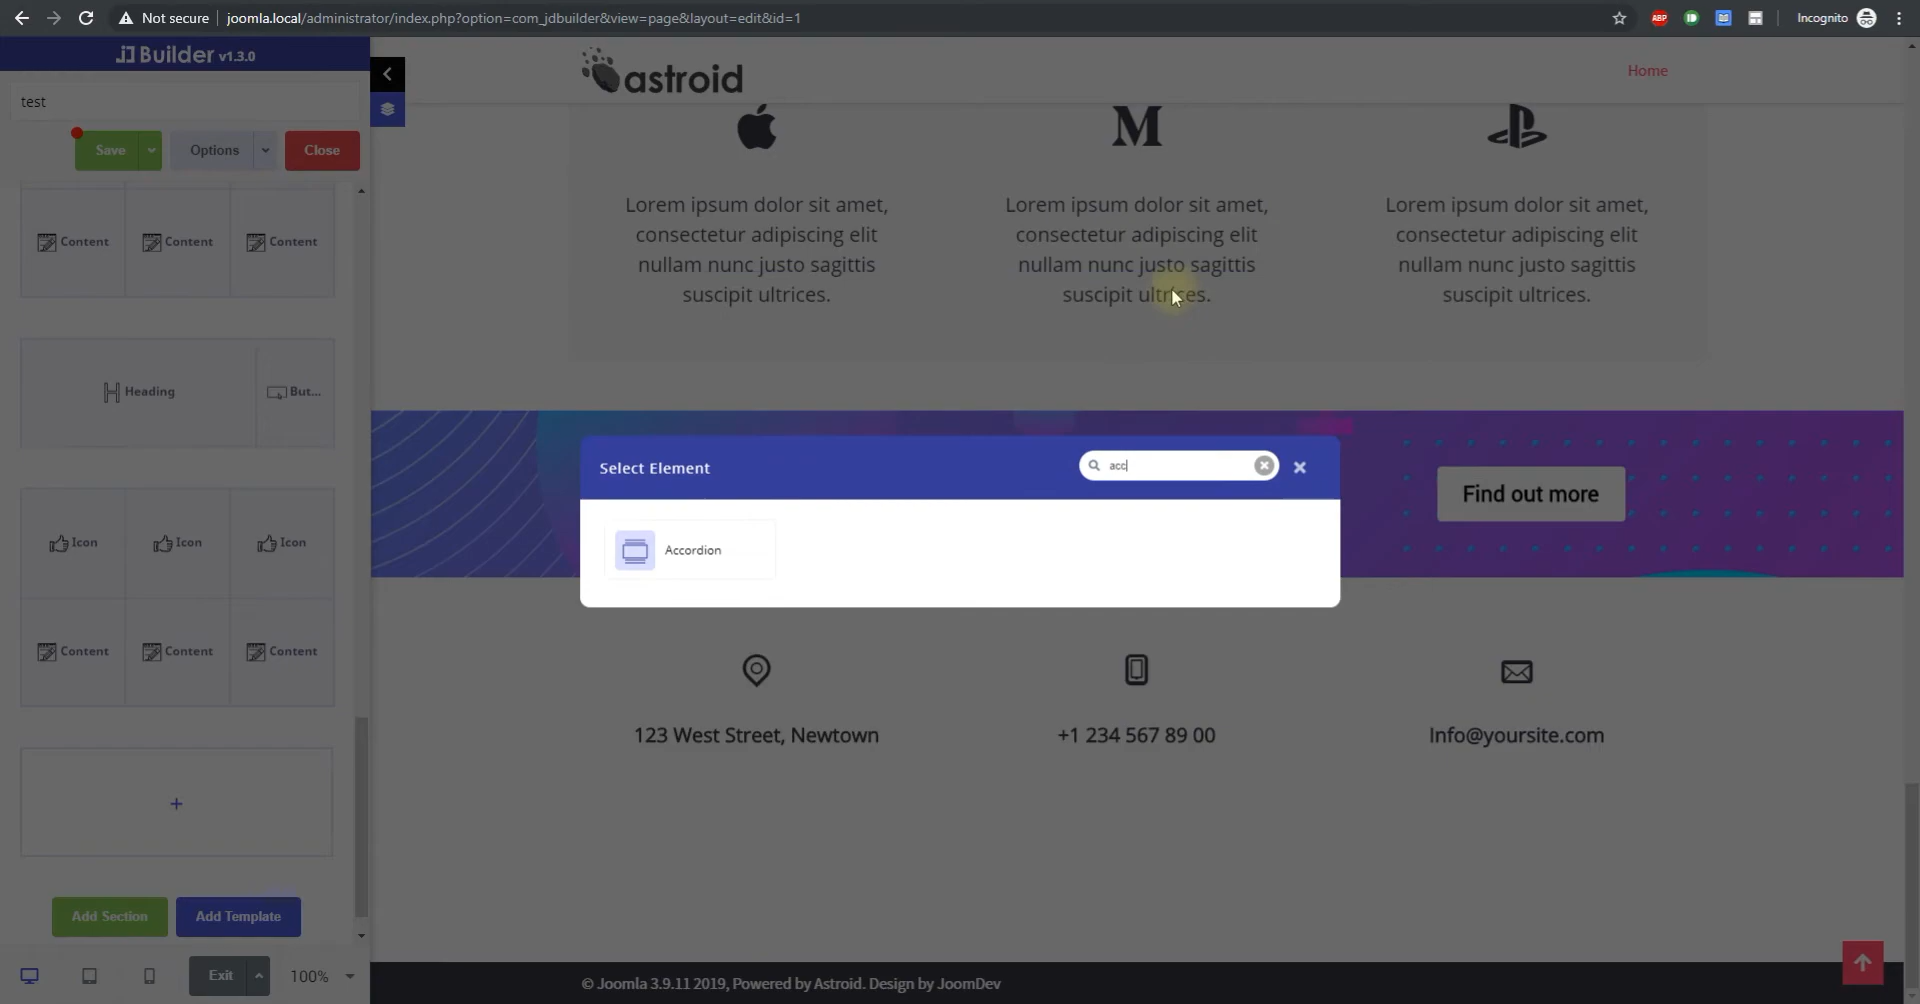 Not secure
joomla.local/administrator/index.php?option=com_jdbuilder&view=page&layout=edit&id=1
ABP
Incognito
Builder v1.3.0
test
Save
Options
Close
Content
Content
Content
Heading
But...
Icon
Icon
Icon
Content
Content
Content
+
Add Section
Add Template
Exit
100%
astroid
Home
Lorem ipsum dolor sit amet,
consectetur adipiscing elit
nullam nunc justo sagittis
suscipit ultrices.
M
Lorem ipsum dolor sit amet,
consectetur adipiscing elit
nullam nunc justo sagittis
suscipit ultrices.
Lorem ipsum dolor sit amet,
consectetur adipiscing elit
nullam nunc justo sagittis
suscipit ultrices.
Select Element
acc
Accordion
Find out more
123 West Street, Newtown
+1 234 567 89 00
Info@yoursite.com
© Joomla 3.9.11 2019, Powered by Astroid. Design by JoomDev